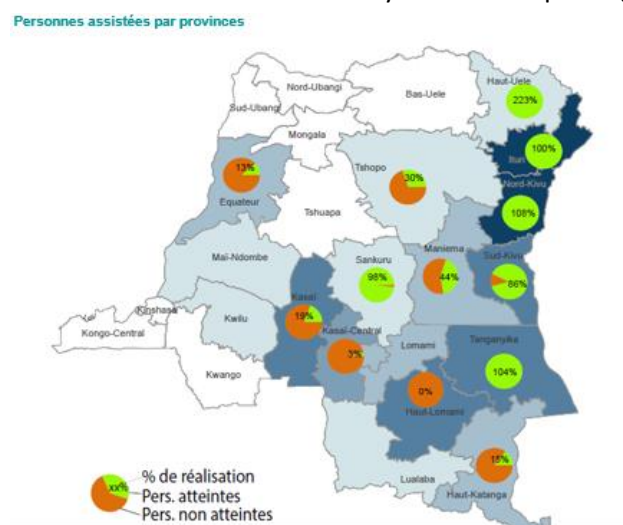 Personnes assistées par provinces
Haut-Uele
223%
Nord-Ubangi
Bas-Uele
Sud-Ubang
Mongala
100%
Ituri
13%
Equateur
Tshopo
30%
Nord-Kivu
108%
Tshuapa
Maï-Ndombe
Sankuru
98%
Maniema
44%
Sud-Kivu
86%
Kasaï
19%
Kinshasa
Kongo-Central
Kwilu
Kasaï-Central
3%
Lomami
Tanganyika
104%
Kwango
0%
Haut-Lomami
Lualaba
Haut-Katanga
xx%
% de réalisation
Pers. atteintes
Pers. non atteintes